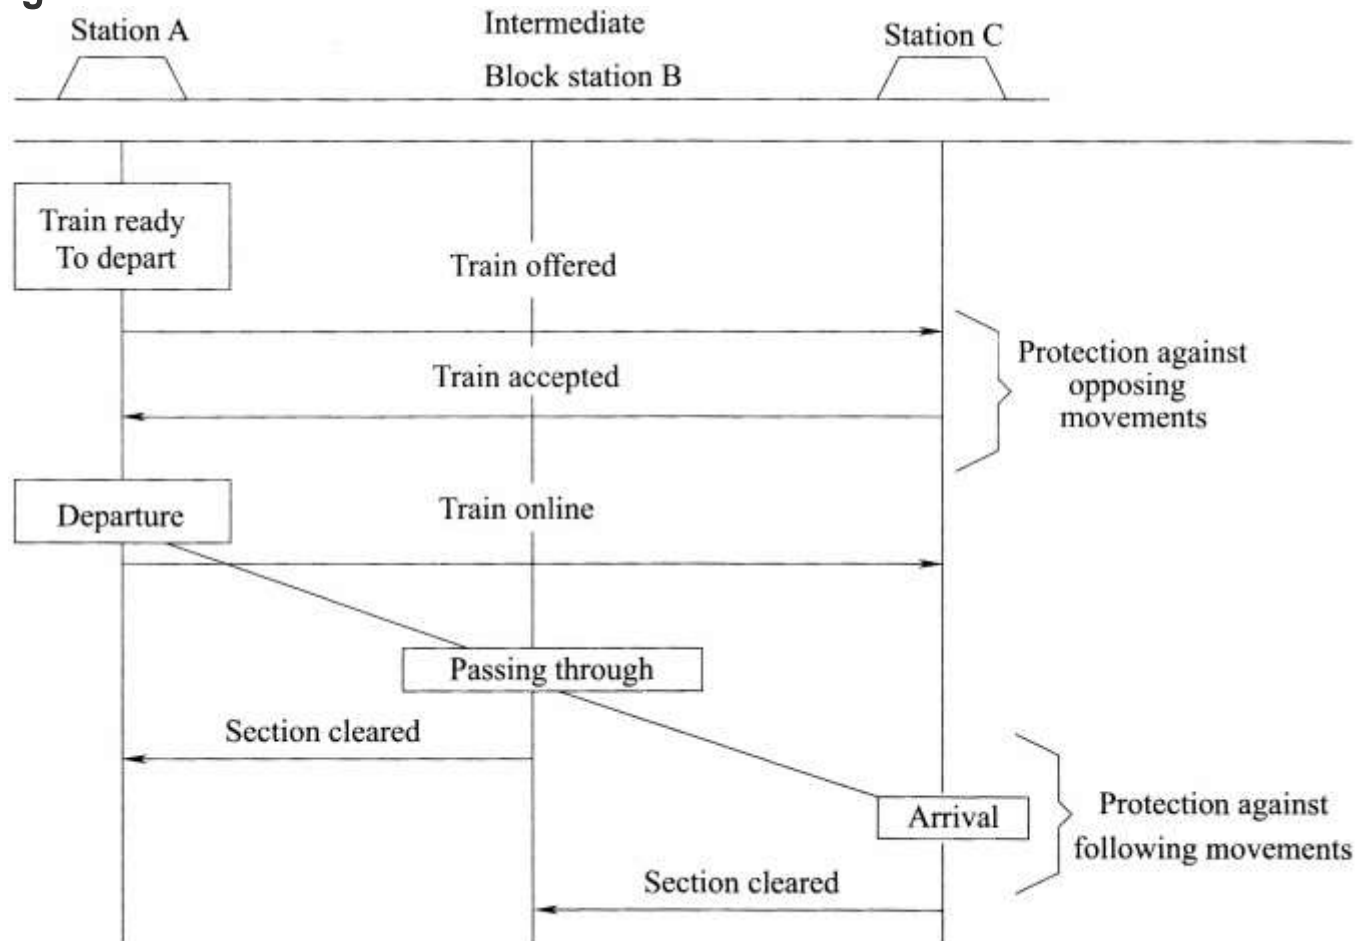 g
Station A
Intermediate
Block station B
Station C
Train ready
To depart
Train offered
Protection against
opposing
movements
Train accepted
Departure
Train online
Passing through
Section cleared
Arrival
Protection against
following movements
Section cleared